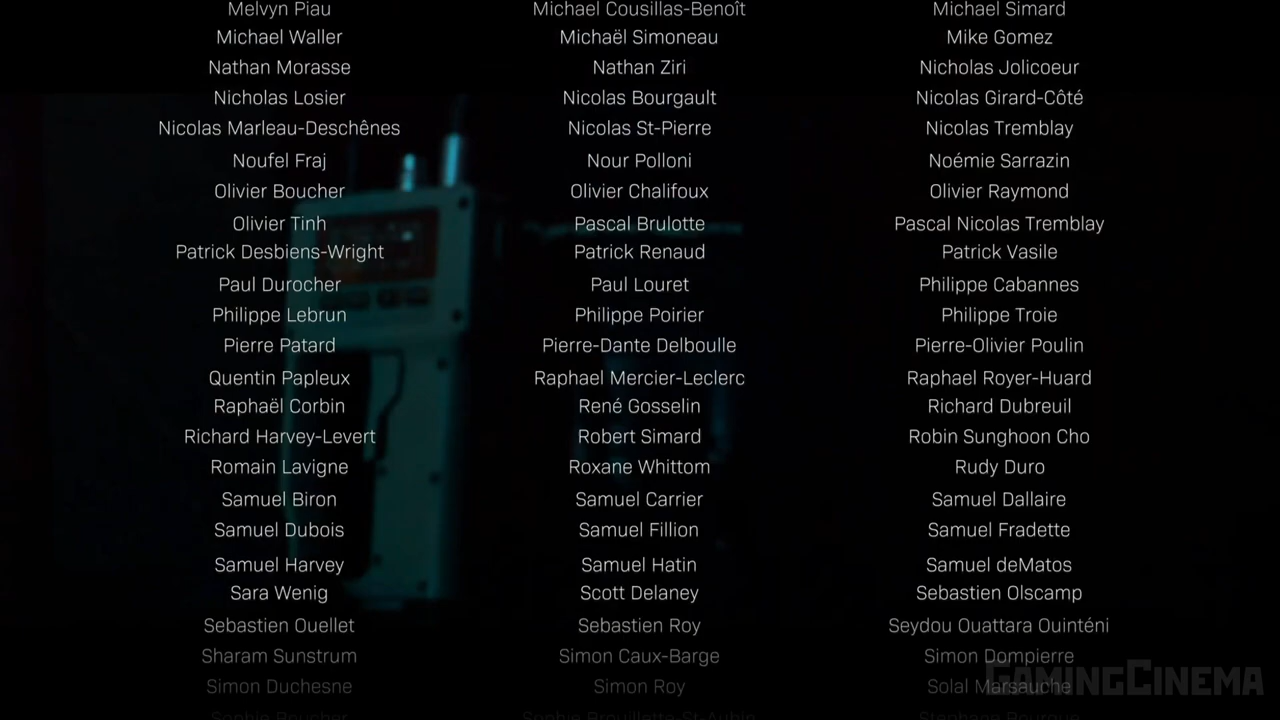 Melvyn Piau Michael Cousillas-Benoît Michael Simard
Michael Waller Michaël Simoneau Mike Gomez
Nathan Morasse Nathan Ziri Nicholas Jolicoeur
Nicholas Losier Nicolas Bourgault Nicolas Girard-Côté
Nicolas Marleau-Deschênes Nicolas St-Pierre Nicolas Tremblay
Noufel Fraj Nour Polloni Noémie Sarrazin
Olivier Boucher Olivier Chalifoux Olivier Raymond
Olivier Tinh Pascal Brulotte Pascal Nicolas Tremblay
Patrick Desbiens-Wright Patrick Renaud Patrick Vasile
Paul Durocher Paul Louret Philippe Cabannes
Philippe Lebrun Philippe Poirier Philippe Troie
Pierre Patard Pierre-Dante Delboulle Pierre-Olivier Poulin
Quentin Papleux Raphael Mercier-Leclerc Raphael Royer-Huard
Raphaël Corbin René Gosselin Richard Dubreuil
Richard Harvey-Levert Robert Simard Robin Sunghoon Cho
Romain Lavigne Roxane Whittom Rudy Duro
Samuel Biron Samuel Carrier Samuel Dallaire
Samuel Dubois Samuel Fillion Samuel Fradette
Samuel Harvey Samuel Hatin Samuel deMatos
Sara Wenig Scott Delaney Sebastien Olscamp
Sebastien Ouellet Sebastien Roy Seydou Ouattara Ouinténi
Sharam Sunstrum Simon Caux-Barge Simon Dompierre
Simon Duchesne Simon Roy Solal Marsauche
GAMINGCINEMA